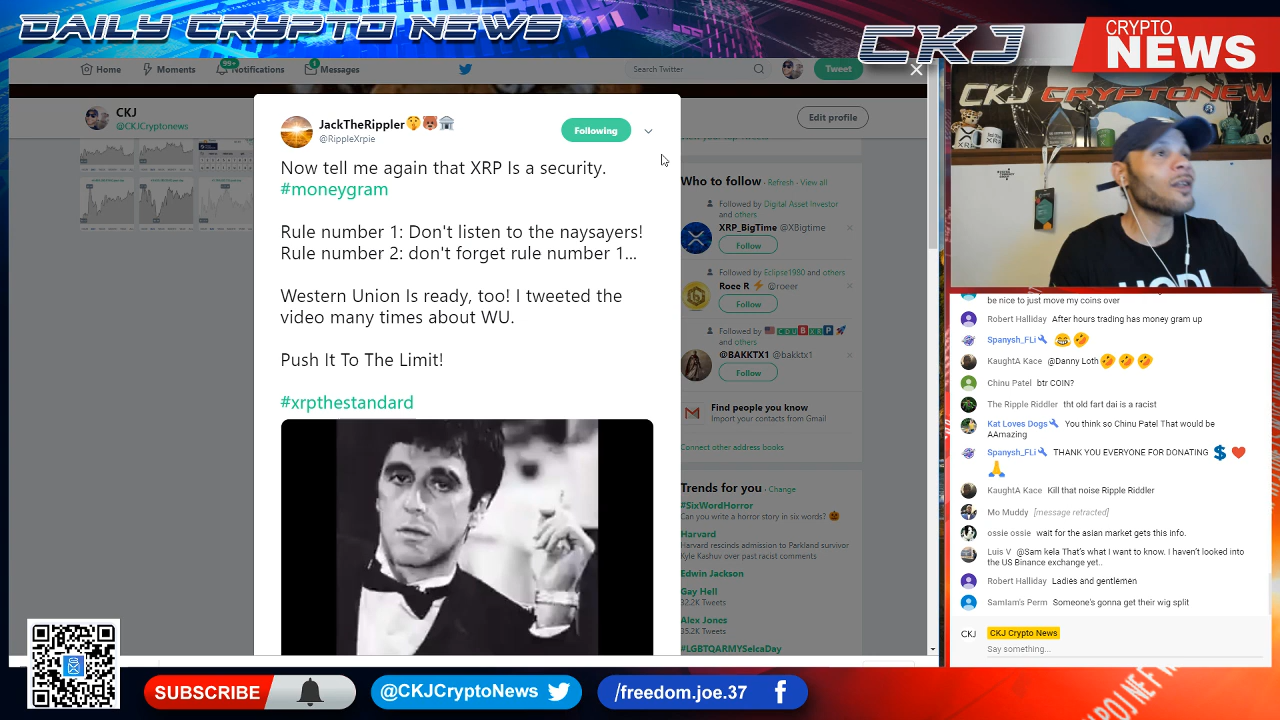 DAILY CRYPTO NEWS
CKJ
CRYPTO
NEWS
Home
Moments
99+
Notifications
1
Messages
Search Twitter
Tweet
CKJ
@CKJCryptonews
Edit profile
JackTheRippler
@RippleXrpie
Following
Now tell me again that XRP Is a security.
#moneygram
Rule number 1: Don't listen to the naysayers!
Rule number 2: don't forget rule number 1...
Western Union Is ready, too! I tweeted the
video many times about WU.
Push It To The Limit!
#xrpthestandard
Who to follow · Refresh · View all
Followed by Digital Asset Investor
and others
XRP_BigTime @XBigtime
Follow
Followed by Eclipse1980 and others
Roee R ⚡ @roeer
Follow
Followed by
and others
@BAKKTX1 @bakktx1
Follow
Find people you know
Import your contacts from Gmail
Connect other address books
Trends for you · Change
#SixWordHorror
Can you write a horror story in six words?
Harvard
Harvard rescinds admission to Parkland survivor
Kyle Kashuv over past racist comments
Edwin Jackson
Gay Hell
32.2K Tweets
Alex Jones
35.2K Tweets
#LGBTQARMYSelcaDay
CKJ CRYPTONEW
HODL
be nice to just move my coins over
Robert Halliday After hours trading has money gram up
Spanysh_FLi
KaughtA Kace @Danny Loth
Chinu Patel btr COIN?
The Ripple Riddler tht old fart dai is a racist
Kat Loves Dogs You think so Chinu Patel That would be
AAmazing
Spanysh_FLi THANK YOU EVERYONE FOR DONATING
KaughtA Kace Kill that noise Ripple Riddler
Mo Muddy [message retracted]
ossie ossie wait for the asian market gets this info.
Luis V @Sam kela That's what I want to know. I haven't looked into
the US Binance exchange yet..
Robert Halliday Ladies and gentlemen
SamIam's Perm Someone's gonna get their wig split
CKJ CKJ Crypto News
Say something...
SUBSCRIBE
@CKJCryptoNews
/freedom.joe.37